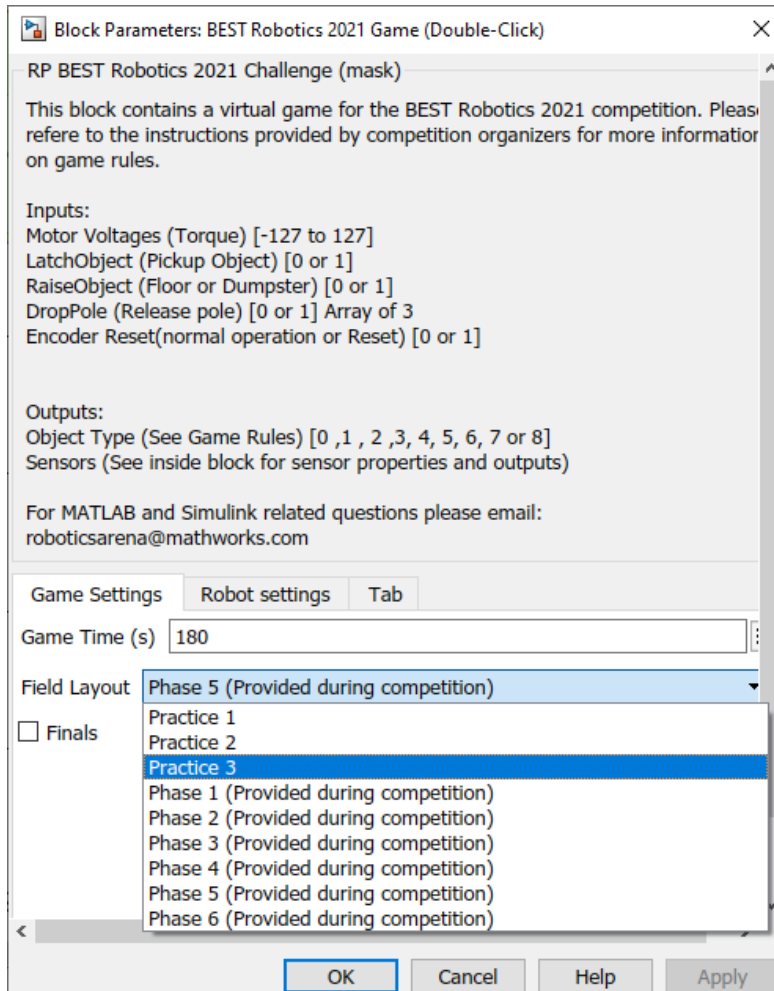 Block Parameters: BEST Robotics 2021 Game (Double-Click)
RP BEST Robotics 2021 Challenge (mask)
This block contains a virtual game for the BEST Robotics 2021 competition. Pleas
refere to the instructions provided by competition organizers for more information
on game rules.
Inputs:
Motor Voltages (Torque) [-127 to 127]
LatchObject (Pickup Object) [0 or 1]
RaiseObject (Floor or Dumpster) [0 or 1]
DropPole (Release pole) [0 or 1] Array of 3
Encoder Reset(normal operation or Reset) [0 or 1]
Outputs:
Object Type (See Game Rules) [0 ,1 , 2 ,3, 4, 5, 6, 7 or 8]
Sensors (See inside block for sensor properties and outputs)
For MATLAB and Simulink related questions please email:
roboticsarena@mathworks.com
Game Settings Robot settings Tab
Game Time (s) 180
Field Layout Phase 5 (Provided during competition)
Finals
Practice 1
Practice 2
Practice 3
Phase 1 (Provided during competition)
Phase 2 (Provided during competition)
Phase 3 (Provided during competition)
Phase 4 (Provided during competition)
Phase 5 (Provided during competition)
Phase 6 (Provided during competition)
OK Cancel Help Apply